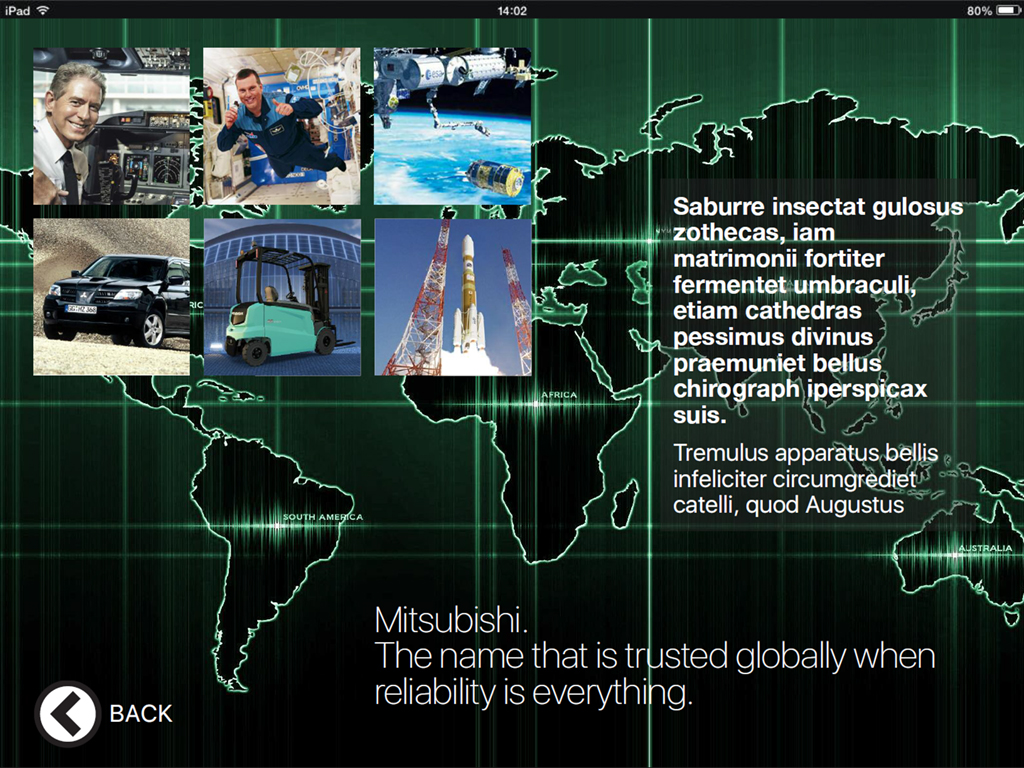 iPad
14:02
80%
esa
Saburre insectat gulosus
zothecas, iam
matrimonii fortiter
fermentet umbraculi,
etiam cathedras
pessimus divinus
praemuniet bellus
chirograph iperspicax
suis.
Tremulus apparatus bellis
infeliciter circumgrediet
catelli, quod Augustus
AFRICA
SOUTH AMERICA
AUSTRALIA
Mitsubishi.
The name that is trusted globally when
reliability is everything.
BACK